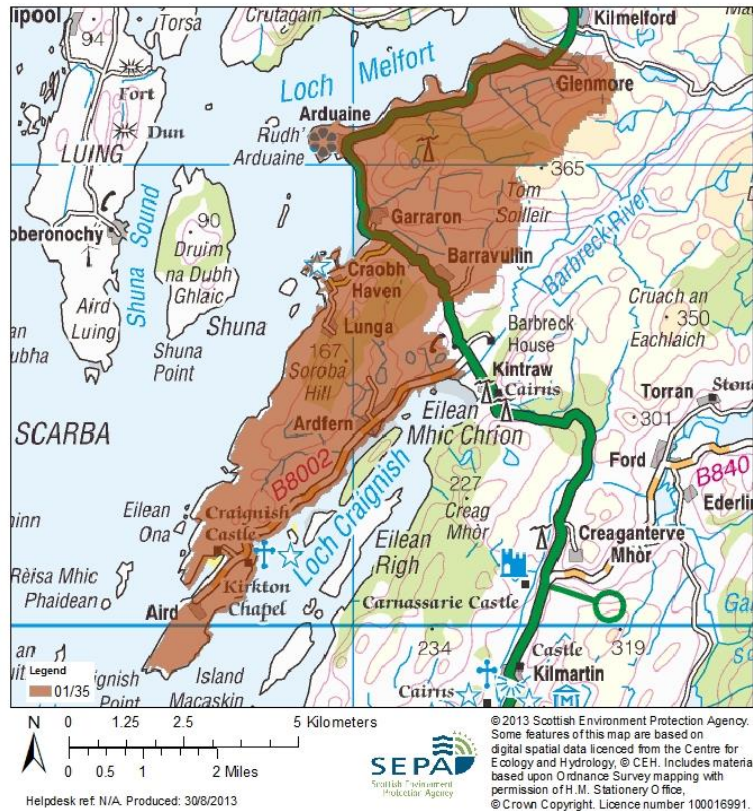 ipool
Torsa
Crutagain
Kilmelford
94
Fort
Loch Melfort
Glenmore
Dun
Arduaine
Rudh'
Arduaine
LUING
365
Tom
Soilleir
Garraron
Barbreck River
oberonochy
Shuna Sound
90
Druim
na Dubh
Ghlaic
Craobh
Haven
Barravullin
Cruach an
Eachlaich
350
Aird
Luing
Shuna
Shuna
Point
Lunga
167
Soroba
Hill
Barbreck
House
Kintraw
Cairns
Torran
Ardfern
Eilean
Mhic Chrion
301
Ford
SCARBA
B8002
B840
Ederlin
Eilean
Ona
Craignish
Castle
Loch Craignish
227
Creag
Mhòr
Creaganterve
Mhòr
Eilean
Righ
Rèisa Mhic
Phaidean
Kirkton
Chapel
Carnassarie Castle
Aird
234
Castle
319
Kilmartin
Legend
01/35
Point
Island
Macaskin
Cairns
M
N
0 1.25 2.5 5 Kilometers
0 0.5 1 2 Miles
SEPA
Scottish Environment
Protection Agency
Helpdesk ref: N/A. Produced: 30/8/2013
© 2013 Scottish Environment Protection Agency.
Some features of this map are based on
digital spatial data licenced from the Centre for
Ecology and Hydrology, © CEH. Includes materia
based upon Ordnance Survey mapping with
permission of H.M. Stationery Office,
© Crown Copyright. Licence number 100016991.